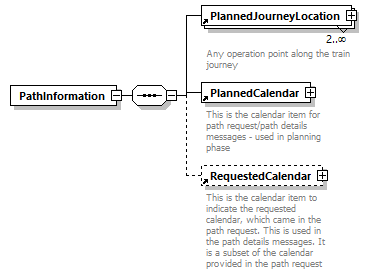 PlannedJourneyLocation
2..∞
Any operation point along the train
journey
PathInformation
PlannedCalendar
This is the calendar item for
path request/path details
messages - used in planning
phase
RequestedCalendar
This is the calendar item to
indicate the requested
calendar, which came in the
path request. This is used in
the path details messages. It
is a subset of the calendar
provided in the path request